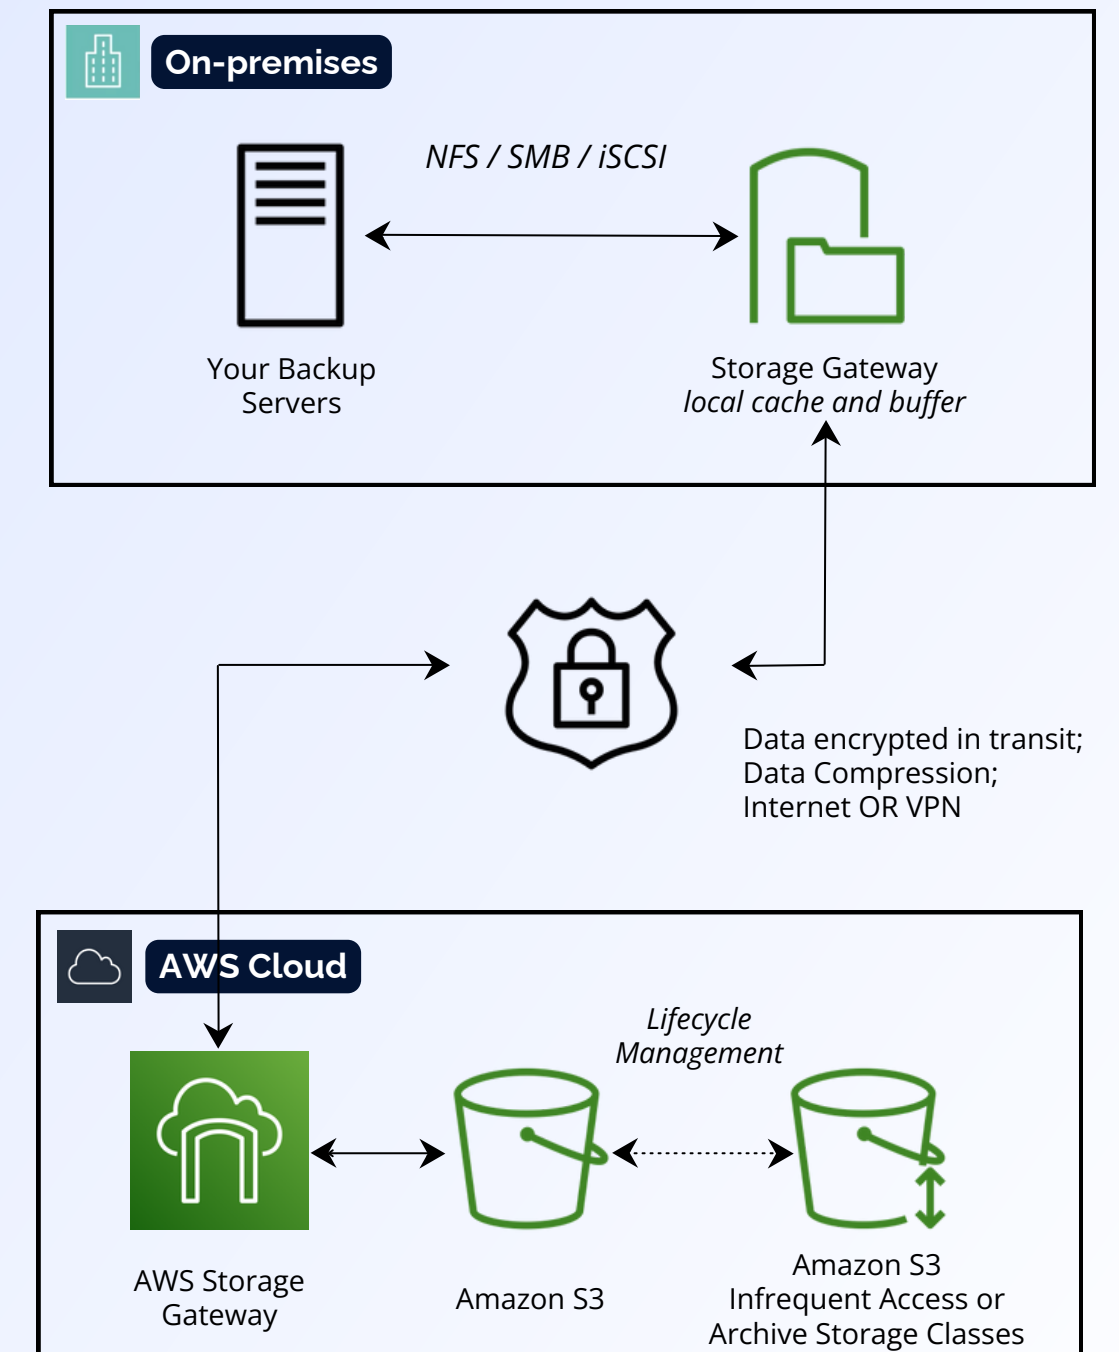 On-premises
NFS / SMB / iSCSI
Your Backup
Servers
Storage Gateway
local cache and buffer
Data encrypted in transit;
Data Compression;
Internet OR VPN
AWS Cloud
Lifecycle
Management
AWS Storage
Gateway
Amazon S3
Amazon S3
Infrequent Access or
Archive Storage Classes